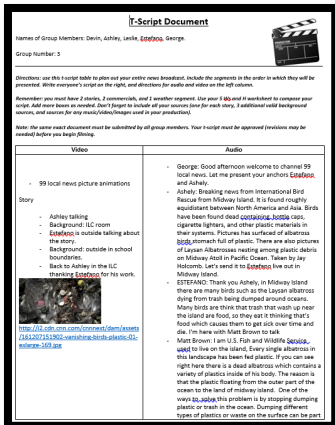 T-Script Document
Names of Group Members: Devin, Ashley, Leslie, Estefano, George.
Group Number: 3
Directions: use this t-script table to plan out your entire news broadcast. Include the segments in the order in which they will be
presented. Write everyone's script on the right, and directions for audio and video on the left column.
Remember: you must have 2 stories, 2 commercials, and 1 weather segment. Use your 5 Ws and H worksheet to compose your
script. Add more boxes as needed. Don't forget to include all your sources (one for each story, 3 additional valid background
sources, and sources for any music/video/images used in your production).
Note: the same exact document must be submitted by all group members. Your t-script must be approved (revisions may be
needed) before you begin filming.
Video
- 99 local news picture animations
Story
- Ashley talking
- Background: ILC room
- Estefano is outside talking about
the story.
- Background: outside in school
boundaries.
- Back to Ashley in the ILC
thanking Estefano for his work.
http://i2.cdn.cnn.com/cnnnext/dam/assets
/161207151902-vanishing-birds-plastic-01-
exlarge-169.jpg
Audio
- George: Good afternoon welcome to channel 99
local news. Let me present your anchors Estefano
and Ashely.
- Ashely: Breaking news from International Bird
Rescue from Midway Island. It is found roughly
equidistant between North America and Asia. Birds
have been found dead containing, bottle caps,
cigarette lighters, and other plastic materials in
their systems. Pictures has surfaced of albatross
birds stomach full of plastic. There are also pictures
of Laysan Albatrosses nesting among plastic debris
on Midway Atoll in Pacific Ocean. Taken by Jay
Holcomb. Let's send it to Estefano live out in
Midway Island.
- ESTEFANO: Thank you Ashely, in Midway Island
there are many birds such as the Laysan albatross
dying from trash being dumped around oceans.
Many birds are think that trash that wash up near
the island are food, so they eat it thinking that's
food which causes them to get sick over time and
die. I'm here with Matt Brown to talk
- Matt Brown: I am U.S. Fish and Wildlife Service
used to live on the island, Every single albatross in
this landscape has been fed plastic. If you can see
right here there is a dead albatross which contains a
variety of plastics inside of his body. The reason is
that the plastic floating from the outer part of the
ocean to the land of midway island. One of the
ways to solve this problem is by stopping dumping
plastic or trash in the ocean. Dumping different
types of plastics or waste on the surface can be part